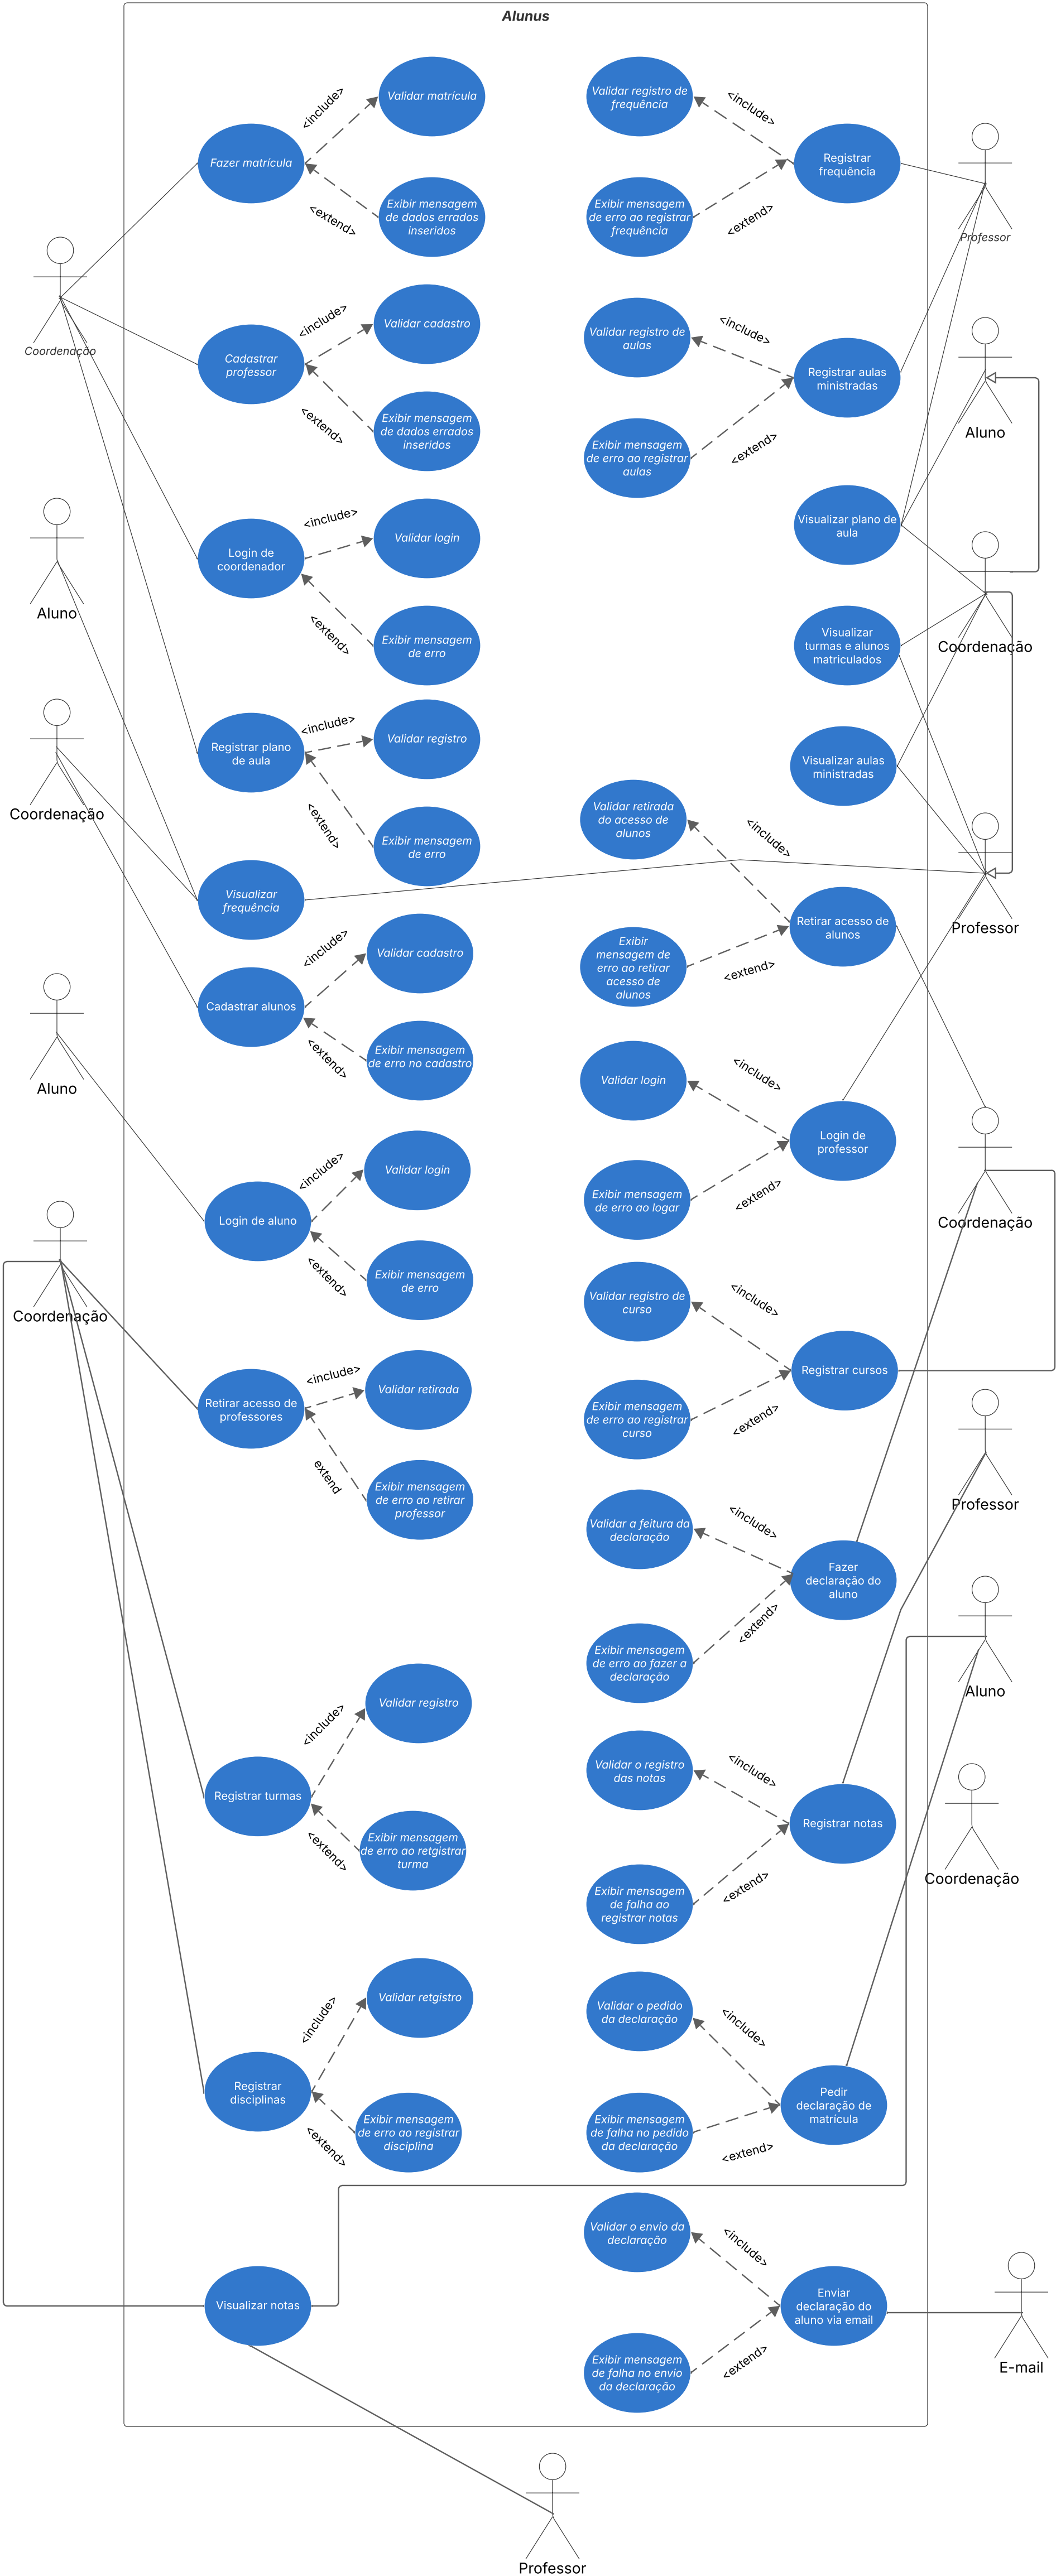 Alunus
Validar matrícula
<include>
Fazer matrícula
Exibir mensagem
de dados errados
inseridos
<extend>
Validar registro de
frequência
<include>
Registrar
frequência
Exibir mensagem
de erro ao registrar
frequência
<extend>
Professor
Coordenação
Validar cadastro
<include>
Cadastrar
professor
Exibir mensagem
de dados errados
inseridos
<extend>
Validar registro de
aulas
<include>
Registrar aulas
ministradas
Exibir mensagem
de erro ao registrar
aulas
<extend>
Aluno
Validar login
<include>
Login de
coordenador
Exibir mensagem
de erro
<extend>
Visualizar plano de
aula
Aluno
Visualizar
turmas e alunos
matriculados
Coordenação
Validar registro
<include>
Registrar plano
de aula
Exibir mensagem
de erro
<extend>
Coordenação
Visualizar aulas
ministradas
Validar retirada
do acesso de
alunos
<include>
Visualizar
frequência
Retirar acesso de
alunos
Professor
Exibir
mensagem de
erro ao retirar
acesso de
alunos
<extend>
Validar cadastro
<include>
Cadastrar alunos
Exibir mensagem
de erro no cadastro
<extend>
Aluno
Validar login
<include>
Login de
professor
Exibir mensagem
de erro ao logar
<extend>
Validar login
<include>
Login de aluno
Exibir mensagem
de erro
<extend>
Coordenação
Coordenação
Validar registro de
curso
<include>
Registrar cursos
Exibir mensagem
de erro ao registrar
curso
<extend>
Validar retirada
<include>
Retirar acesso de
professores
Exibir mensagem
de erro ao retirar
professor
extend
Professor
Validar a feitura da
declaração
<include>
Fazer
declaração do
aluno
Exibir mensagem
de erro ao fazer a
declaração
<extend>
Aluno
Validar registro
<include>
Registrar turmas
Exibir mensagem
de erro ao retgistrar
turma
<extend>
Validar o registro
das notas
<include>
Registrar notas
Exibir mensagem
de falha ao
registrar notas
<extend>
Coordenação
Validar retgistro
<include>
Registrar
disciplinas
Exibir mensagem
de erro ao registrar
disciplina
<extend>
Validar o pedido
da declaração
<include>
Pedir
declaração de
matrícula
Exibir mensagem
de falha no pedido
da declaração
<extend>
Visualizar notas
Validar o envio da
declaração
<include>
Enviar
declaração do
aluno via email
Exibir mensagem
de falha no envio
da declaração
<extend>
E-mail
Professor